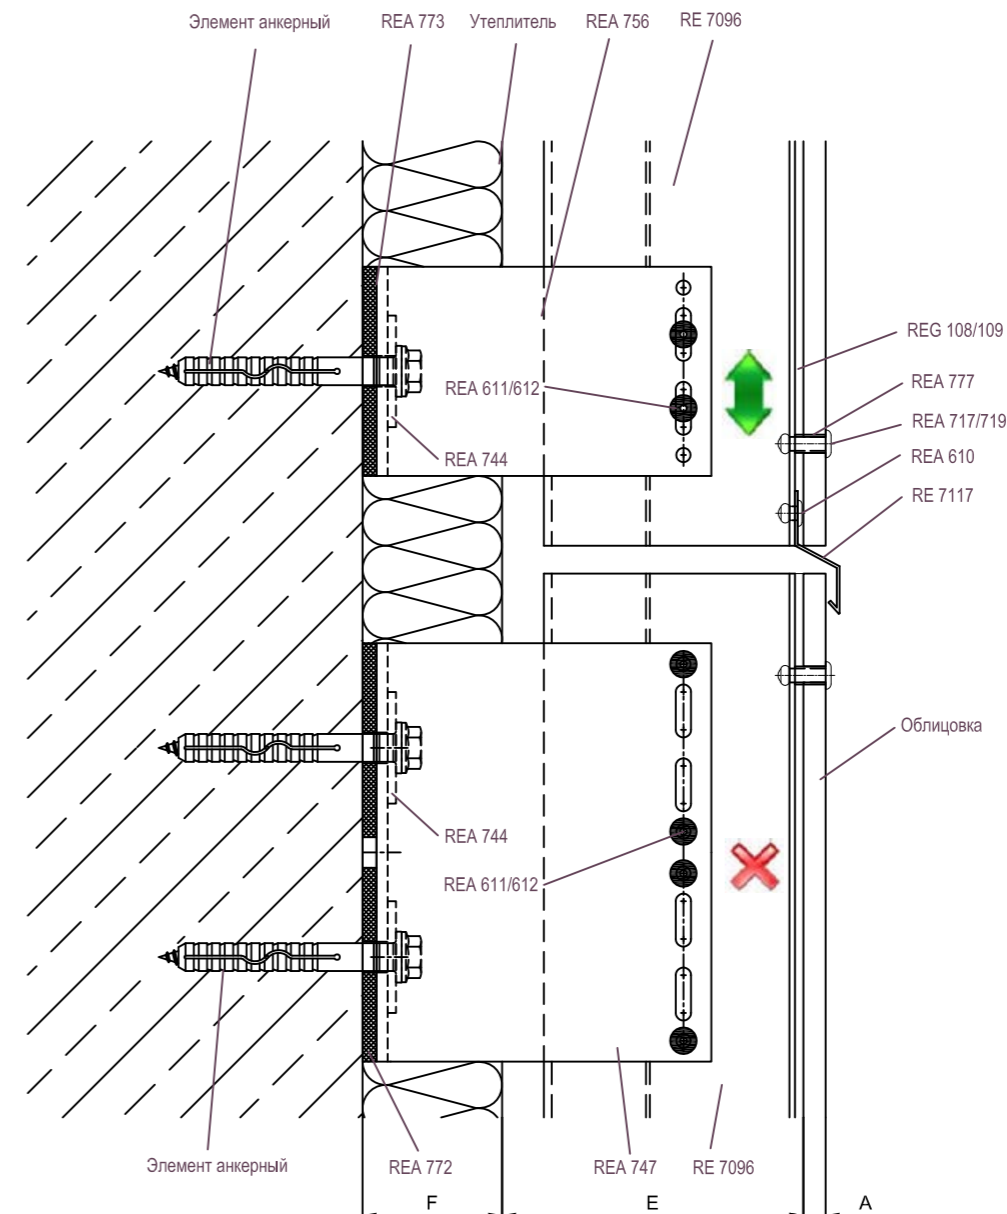 Элемент анкерный
REA 773
Утеплитель
REA 756
RE 7096
REG 108/109
REA 777
REA 611/612
REA 717/719
REA 744
REA 610
RE 7117
Облицовка
REA 744
REA 611/612
Элемент анкерный
REA 772
REA 747
RE 7096
F
E
A